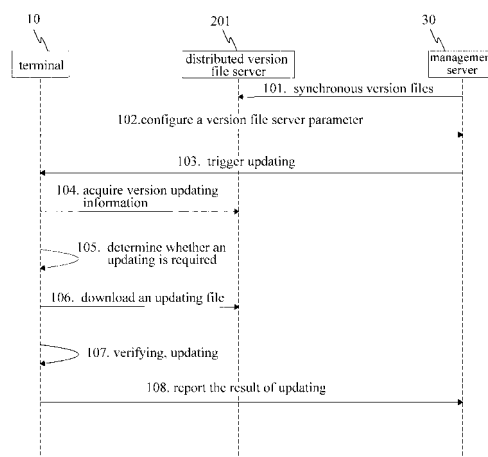 10
201
30
terminal
distributed version
file server
management
server
101. synchronous version files
102.configure a version file server parameter
103. trigger updating
104. acquire version updating
information
105. determine whether an
updating is required
106. download an updating file
107. verifying, updating
108. report the result of updating